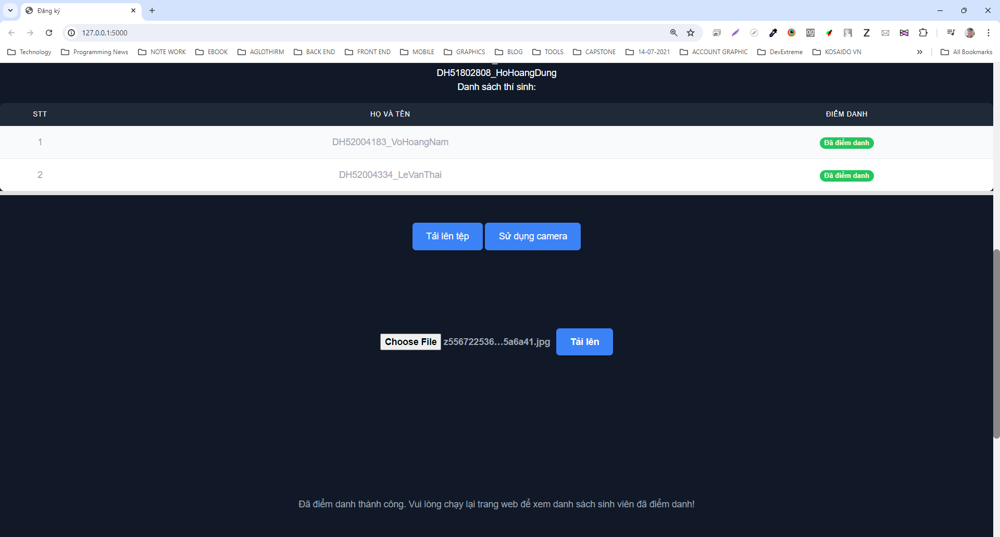 Đăng ký
127.0.0.1:5000
Technology
Programming News
NOTE WORK
EBOOK
AGLOTHIRM
BACK END
FRONT END
MOBILE
GRAPHICS
BLOG
TOOLS
CAPSTONE
14-07-2021
ACCOUNT GRAPHIC
DevExtreme
KOSAIDO VN
All Bookmarks
DH51802808_HoHoangDung
Danh sách thí sinh:
STT HỌ VÀ TÊN ĐIỂM DANH
1 DH52004183_VoHoangNam Đã điểm danh
2 DH52004334_LeVanThai Đã điểm danh
Tải lên tệp Sử dụng camera
Choose File z556722536...5a6a41.jpg Tải lên
Đã điểm danh thành công. Vui lòng chạy lại trang web để xem danh sách sinh viên đã điểm danh!